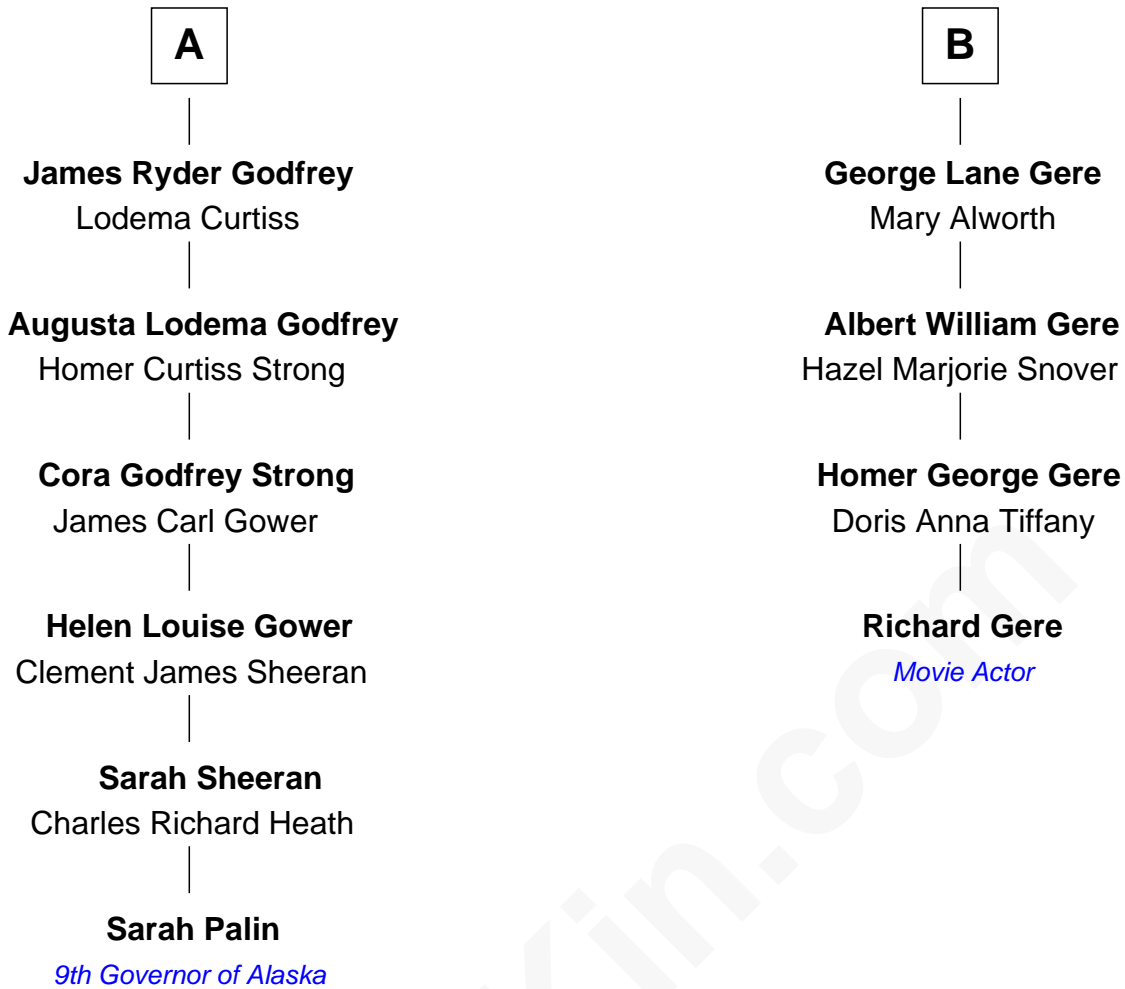 A
James Ryder Godfrey
Lodema Curtiss
Augusta Lodema Godfrey
Homer Curtiss Strong
Cora Godfrey Strong
James Carl Gower
Helen Louise Gower
Clement James Sheeran
Sarah Sheeran
Charles Richard Heath
Sarah Palin
9th Governor of Alaska
B
George Lane Gere
Mary Alworth
Albert William Gere
Hazel Marjorie Snover
Homer George Gere
Doris Anna Tiffany
Richard Gere
Movie Actor
Kin.com